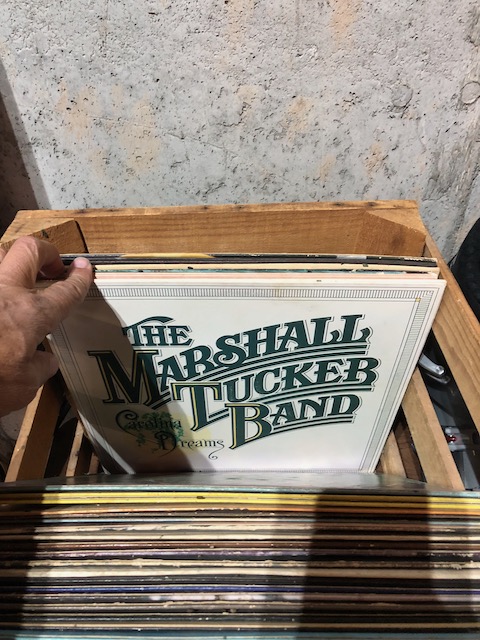 THE
MARSHALL
TUCKER
BAND
Carolina
Dreams